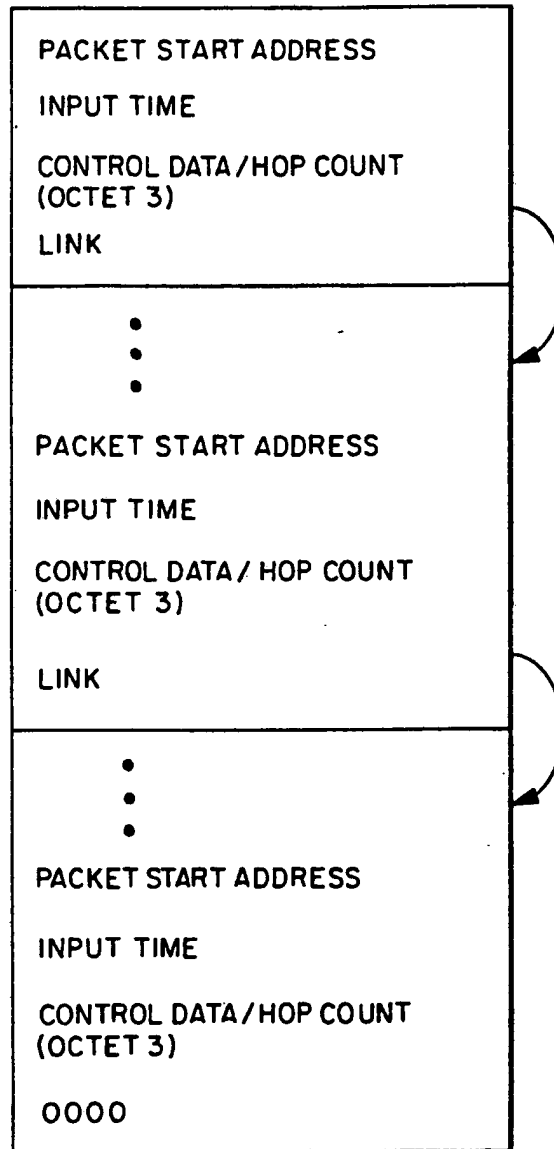 PACKET START ADDRESS
INPUT TIME
CONTROL DATA/HOP COUNT
(OCTET 3)
LINK
PACKET START ADDRESS
INPUT TIME
CONTROL DATA/ HOP COUNT
(OCTET 3)
LINK
PACKET START ADDRESS
INPUT TIME
CONTROL DATA/HOP COUNT
(OCTET 3)
0000